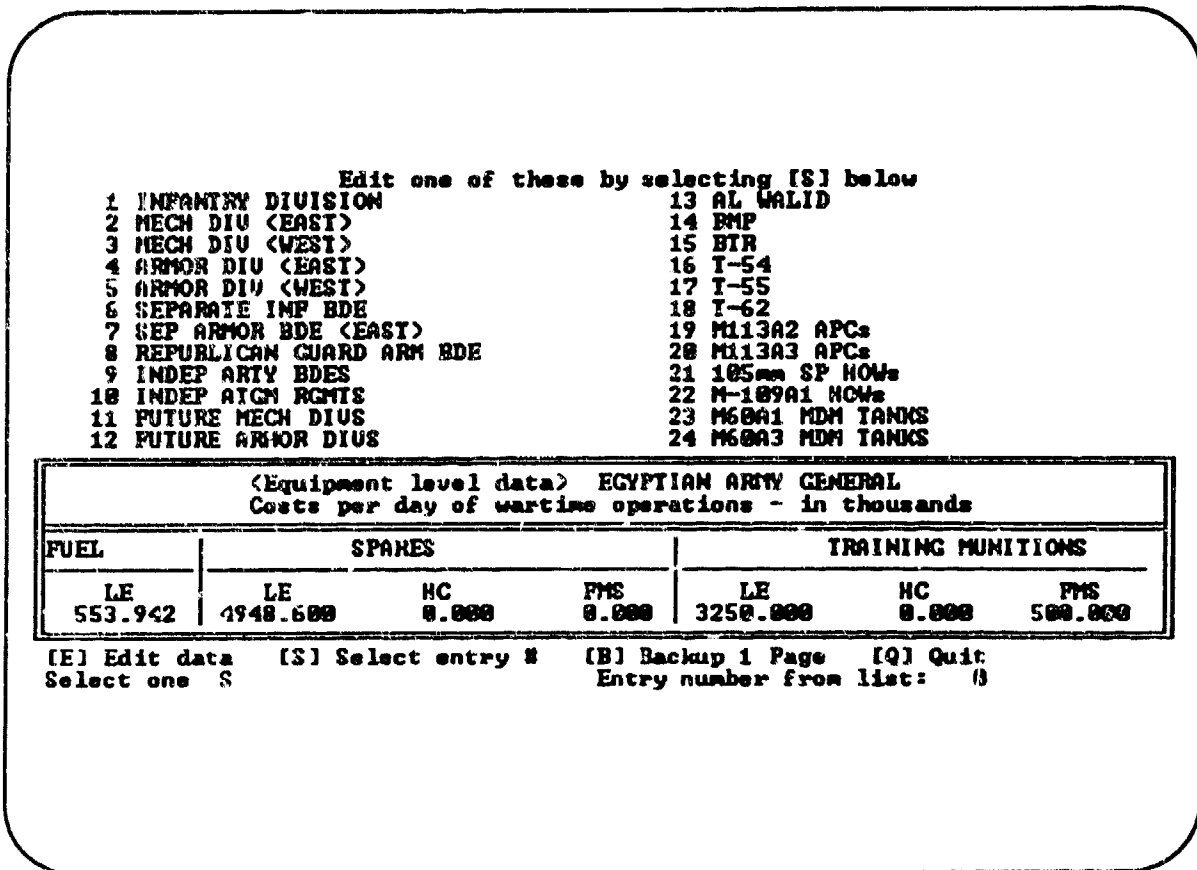 Edit one of these by selecting [S] below
1 INFANTRY DIVISION 13 AL WALID
2 MECH DIV <EAST> 14 BMP
3 MECH DIV <WEST> 15 BTR
4 ARMOR DIV <EAST> 16 T-54
5 ARMOR DIV <WEST> 17 T-55
6 SEPARATE INF BDE 18 T-62
7 SEP ARMOR BDE <EAST> 19 M113A2 APCs
8 REPUBLICAN GUARD ARM BDE 20 M113A3 APCs
9 INDEP ARTY BDES 21 105mm SP HOWs
10 INDEP ATGM RGMTS 22 M-109A1 HOWs
11 FUTURE MECH DIVS 23 M60A1 MDM TANKS
12 FUTURE ARMOR DIVS 24 M60A3 MDM TANKS
<Equipment level data> EGYPTIAN ARMY GENERAL
Costs per day of wartime operations - in thousands
FUEL SPARES TRAINING MUNITIONS
LE LE HC FMS LE HC FMS
553.942 4948.600 0.000 0.000 3250.000 0.000 500.000
[E] Edit data [S] Select entry # [B] Backup 1 Page [Q] Quit
Select one S Entry number from list: